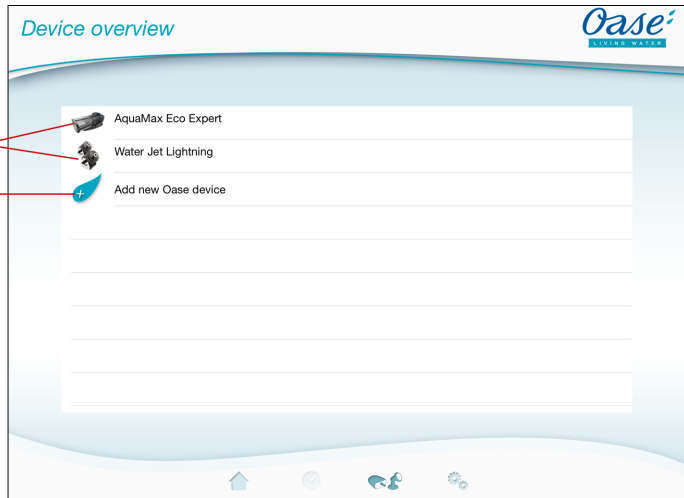 Device overview
Oase
LIVING WATER
AquaMax Eco Expert
Water Jet Lightning
+
Add new Oase device